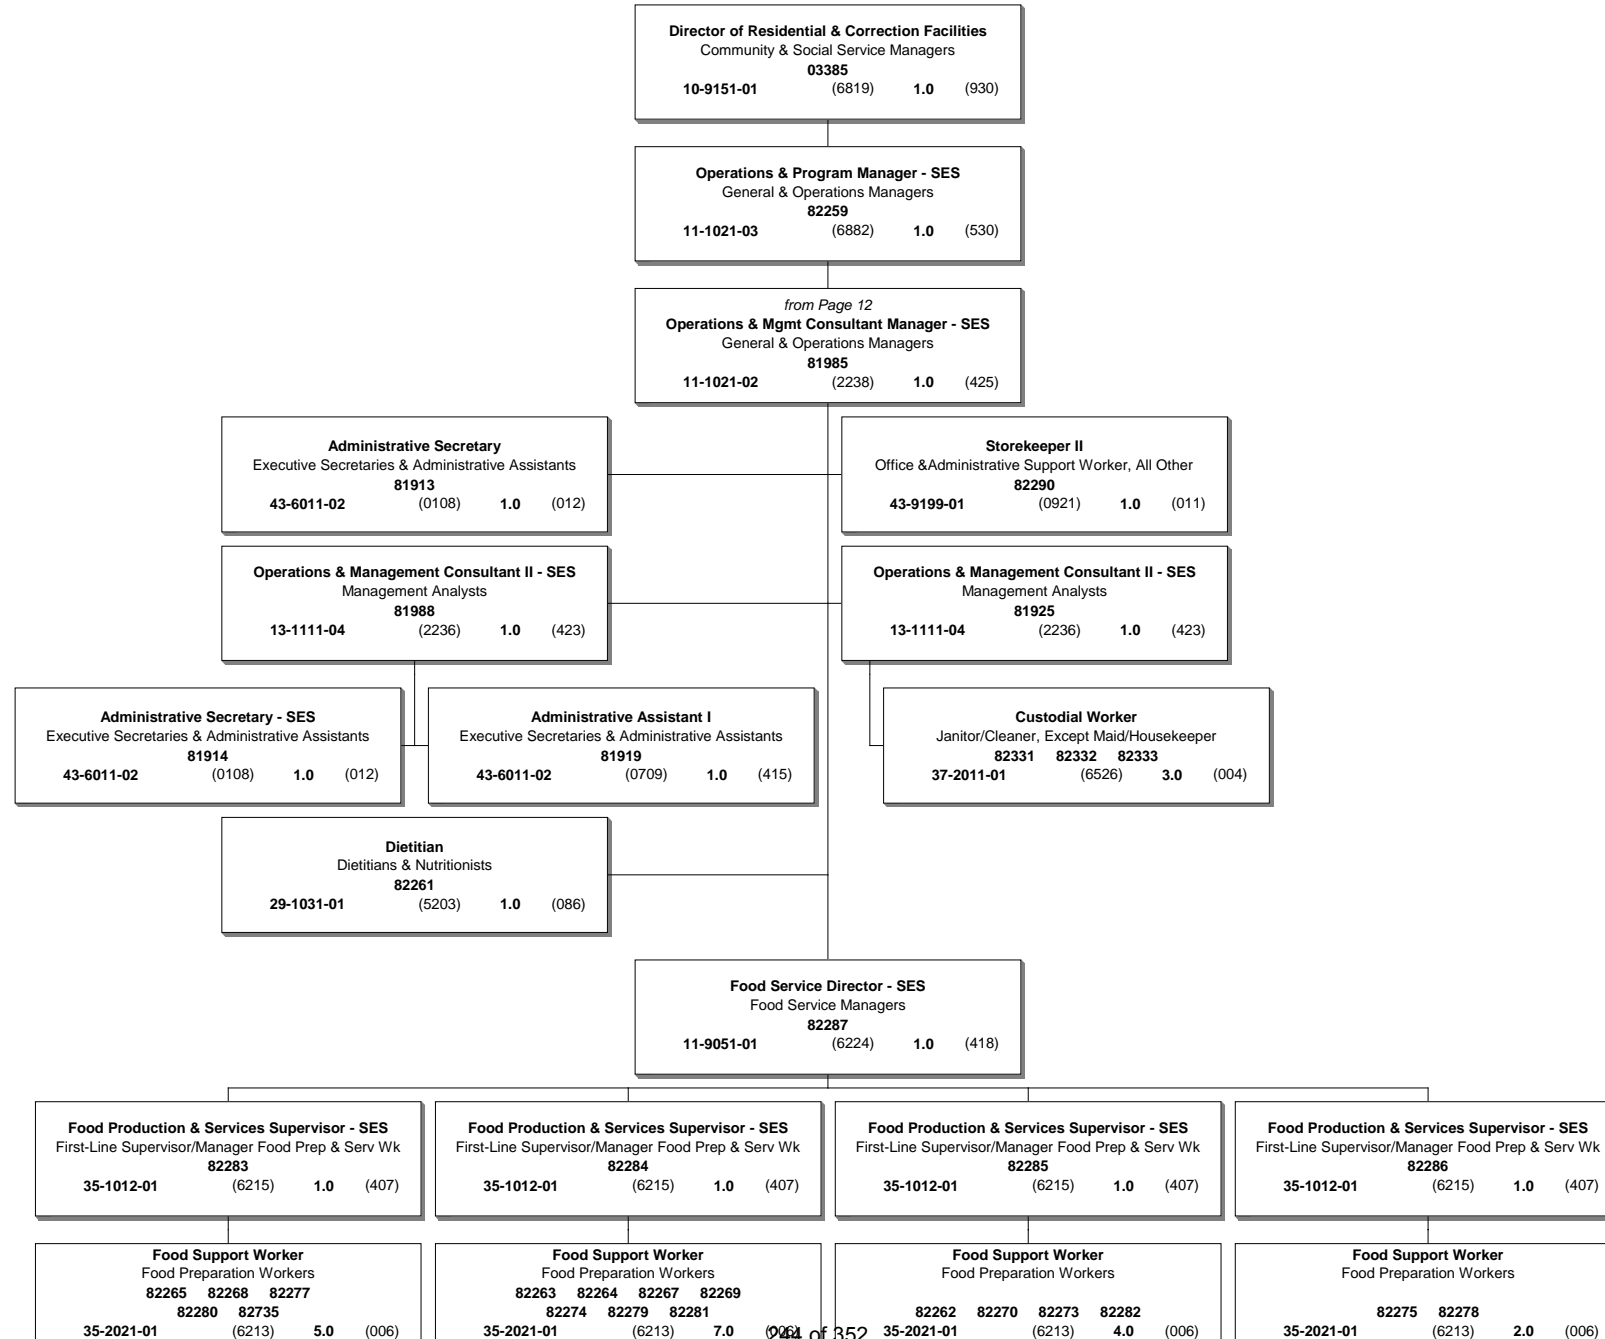 Director of Residential & Correction Facilities
Community & Social Service Managers
03385
10-9151-01 (6819) 1.0 (930)
Operations & Program Manager - SES
General & Operations Managers
82259
11-1021-03 (6882) 1.0 (530)
from Page 12
Operations & Mgmt Consultant Manager - SES
General & Operations Managers
81985
11-1021-02 (2238) 1.0 (425)
Administrative Secretary
Executive Secretaries & Administrative Assistants
81913
43-6011-02 (0108) 1.0 (012)
Storekeeper II
Office &Administrative Support Worker, All Other
82290
43-9199-01 (0921) 1.0 (011)
Operations & Management Consultant II - SES
Management Analysts
81988
13-1111-04 (2236) 1.0 (423)
Operations & Management Consultant II - SES
Management Analysts
81925
13-1111-04 (2236) 1.0 (423)
Administrative Secretary - SES
Executive Secretaries & Administrative Assistants
81914
43-6011-02 (0108) 1.0 (012)
Administrative Assistant I
Executive Secretaries & Administrative Assistants
81919
43-6011-02 (0709) 1.0 (415)
Custodial Worker
Janitor/Cleaner, Except Maid/Housekeeper
82331 82332 82333
37-2011-01 (6526) 3.0 (004)
Dietitian
Dietitians & Nutritionists
82261
29-1031-01 (5203) 1.0 (086)
Food Service Director - SES
Food Service Managers
82287
11-9051-01 (6224) 1.0 (418)
Food Production & Services Supervisor - SES
First-Line Supervisor/Manager Food Prep & Serv Wk
82283
35-1012-01 (6215) 1.0 (407)
Food Production & Services Supervisor - SES
First-Line Supervisor/Manager Food Prep & Serv Wk
82284
35-1012-01 (6215) 1.0 (407)
Food Production & Services Supervisor - SES
First-Line Supervisor/Manager Food Prep & Serv Wk
82285
35-1012-01 (6215) 1.0 (407)
Food Production & Services Supervisor - SES
First-Line Supervisor/Manager Food Prep & Serv Wk
82286
35-1012-01 (6215) 1.0 (407)
Food Support Worker
Food Preparation Workers
82265 82268 82277
82280 82735
35-2021-01 (6213) 5.0 (006)
Food Support Worker
Food Preparation Workers
82263 82264 82267 82269
82274 82279 82281
35-2021-01 (6213) 7.0
Food Support Worker
Food Preparation Workers
82262 82270 82273 82282
35-2021-01 (6213) 4.0 (006)
Food Support Worker
Food Preparation Workers
82275 82278
35-2021-01 (6213) 2.0 (006)
244 of 352